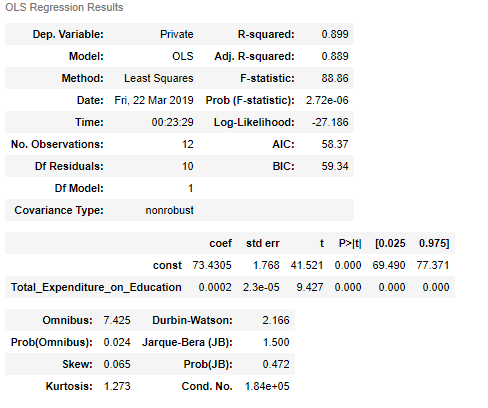 OLS Regression Results
Dep. Variable: Private R-squared: 0.899
Model: OLS Adj. R-squared: 0.889
Method: Least Squares F-statistic: 88.86
Date: Fri, 22 Mar 2019 Prob (F-statistic): 2.72e-06
Time: 00:23:29 Log-Likelihood: -27.186
No. Observations: 12 AIC: 58.37
Df Residuals: 10 BIC: 59.34
Df Model: 1
Covariance Type: nonrobust
coef std err t P>|t| [0.025 0.975]
const 73.4305 1.768 41.521 0.000 69.490 77.371
Total_Expenditure_on_Education 0.0002 2.3e-05 9.427 0.000 0.000 0.000
Omnibus: 7.425 Durbin-Watson: 2.166
Prob(Omnibus): 0.024 Jarque-Bera (JB): 1.500
Skew: 0.065 Prob(JB): 0.472
Kurtosis: 1.273 Cond. No. 1.84e+05